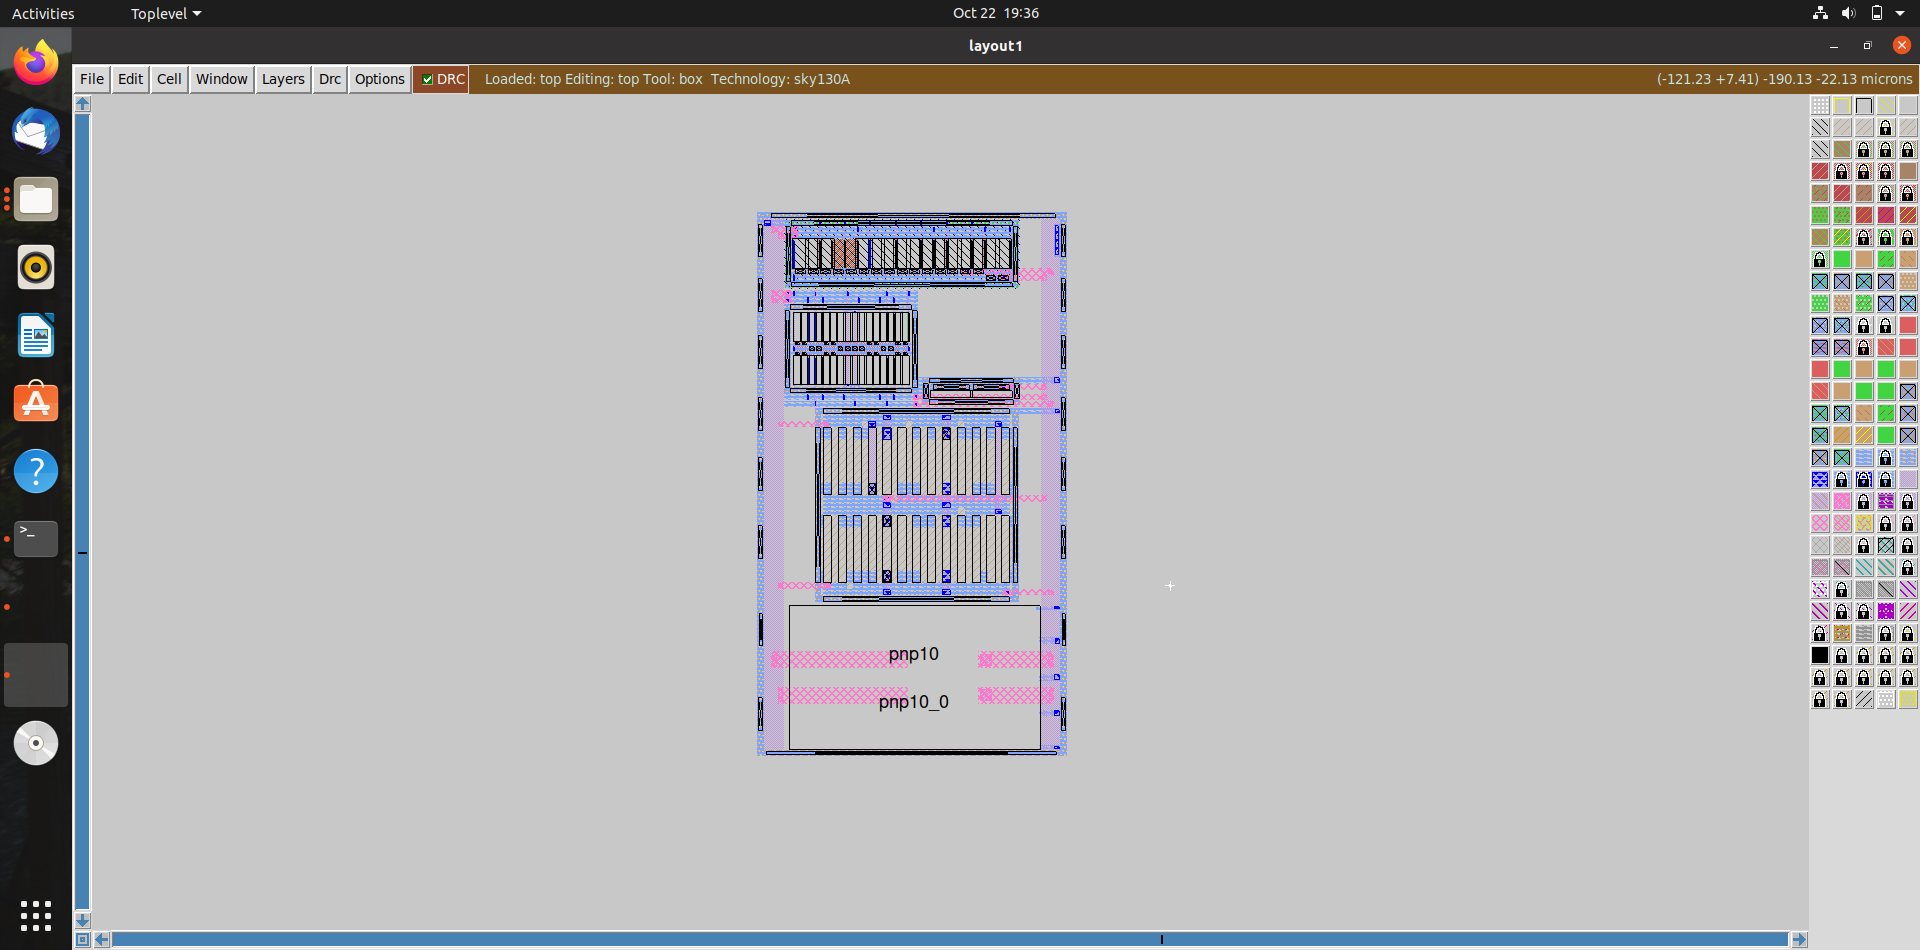 Activities Toplevel Oct 22 19:36
layout1
File Edit Cell Window Layers Drc Options DRC Loaded: top Editing: top Tool: box Technology: sky130A (-121.23 +7.41) -190.13 -22.13 microns
pnp10
pnp10_0